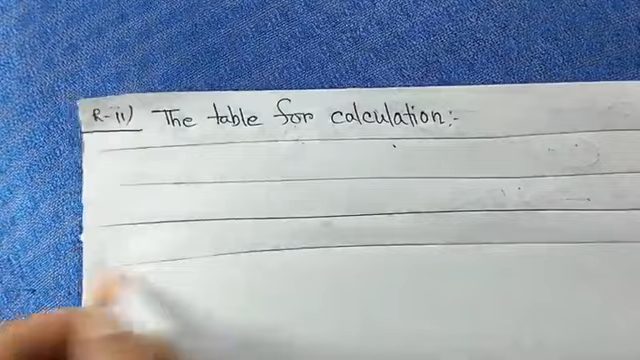 R-ii) The table for calculation:-